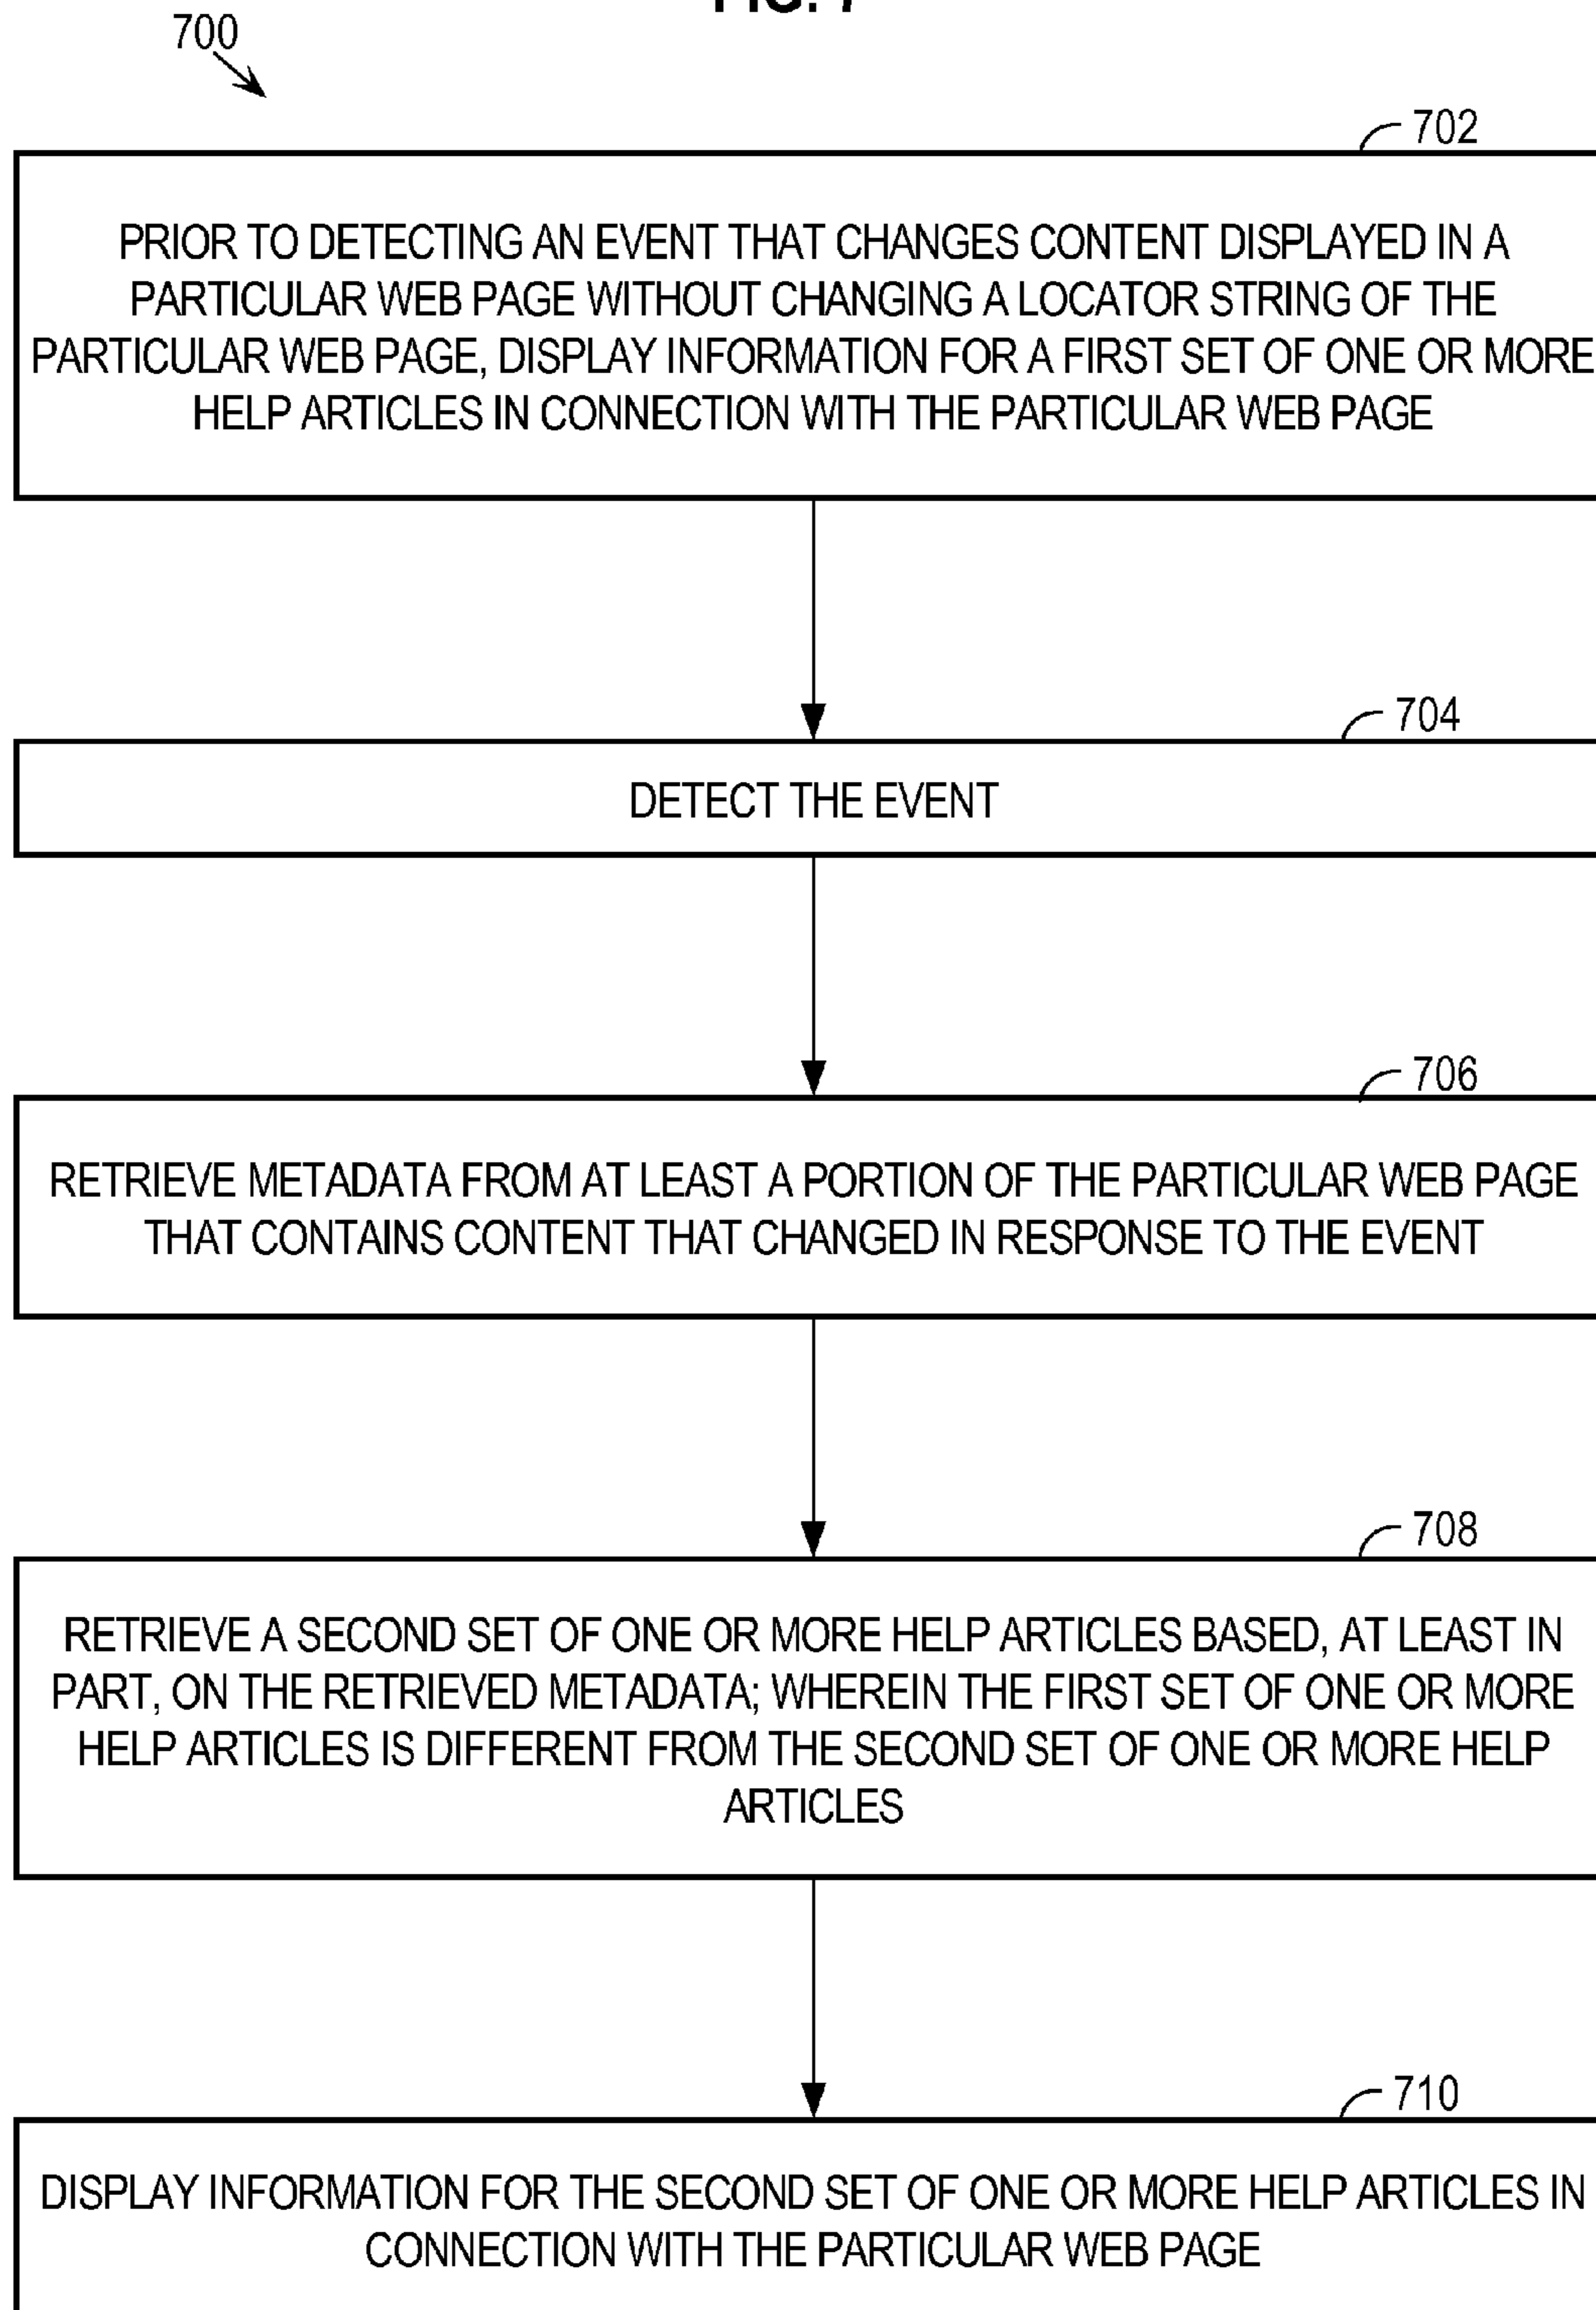 FIG. 7
700
702
PRIOR TO DETECTING AN EVENT THAT CHANGES CONTENT DISPLAYED IN A
PARTICULAR WEB PAGE WITHOUT CHANGING A LOCATOR STRING OF THE
PARTICULAR WEB PAGE, DISPLAY INFORMATION FOR A FIRST SET OF ONE OR MORE
HELP ARTICLES IN CONNECTION WITH THE PARTICULAR WEB PAGE
704
DETECT THE EVENT
706
RETRIEVE METADATA FROM AT LEAST A PORTION OF THE PARTICULAR WEB PAGE
THAT CONTAINS CONTENT THAT CHANGED IN RESPONSE TO THE EVENT
708
RETRIEVE A SECOND SET OF ONE OR MORE HELP ARTICLES BASED, AT LEAST IN
PART, ON THE RETRIEVED METADATA; WHEREIN THE FIRST SET OF ONE OR MORE
HELP ARTICLES IS DIFFERENT FROM THE SECOND SET OF ONE OR MORE HELP
ARTICLES
710
DISPLAY INFORMATION FOR THE SECOND SET OF ONE OR MORE HELP ARTICLES IN
CONNECTION WITH THE PARTICULAR WEB PAGE